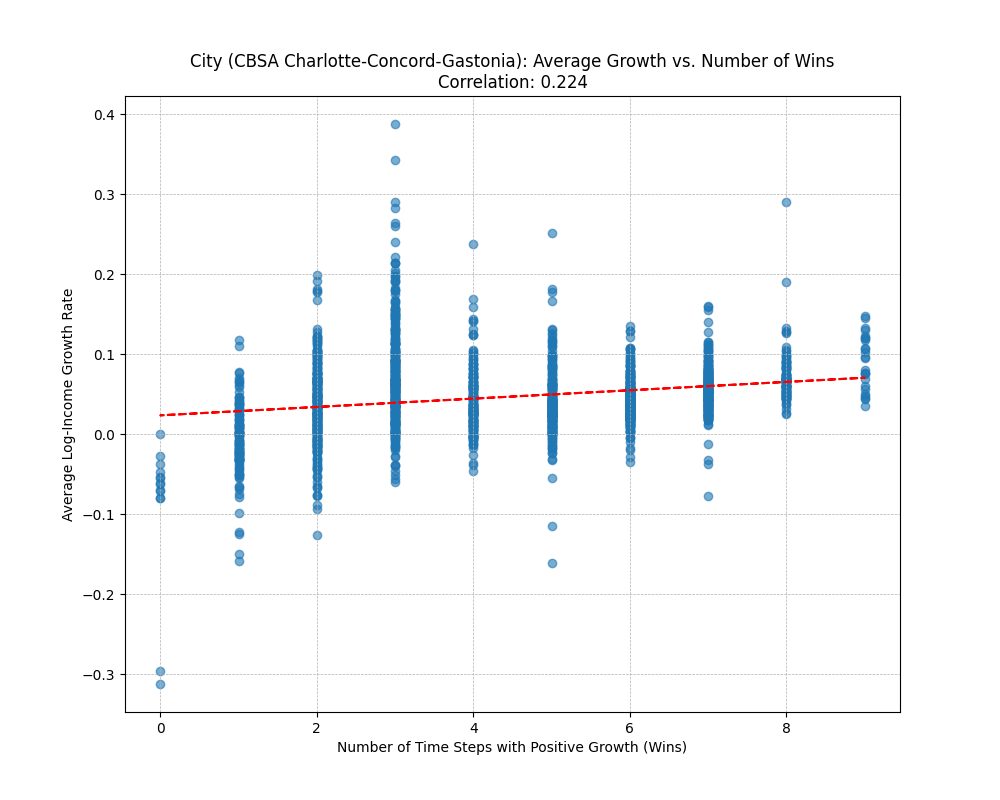 City (CBSA Charlotte-Concord-Gastonia): Average Growth vs. Number of Wins
Correlation: 0.224
Average Log-Income Growth Rate
0.4
0.3
0.2
0.1
0.0
−0.1
−0.2
−0.3
0 2 4 6 8
Number of Time Steps with Positive Growth (Wins)